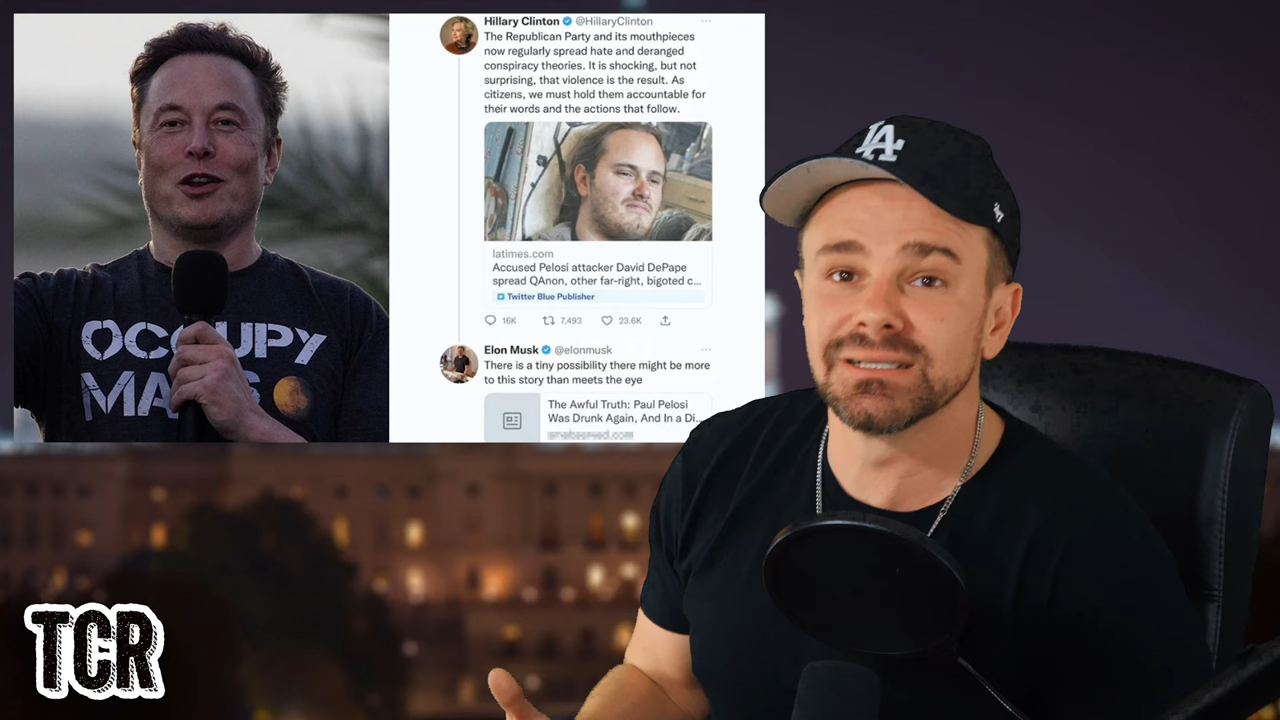 OCCUPY
MA
Hillary Clinton @HillaryClinton
The Republican Party and its mouthpieces
now regularly spread hate and deranged
conspiracy theories. It is shocking, but not
surprising, that violence is the result. As
citizens, we must hold them accountable for
their words and the actions that follow.
latimes.com
Accused Pelosi attacker David DePape
spread QAnon, other far-right, bigoted c...
Twitter Blue Publisher
16K 7,493 23.6K
Elon Musk @elonmusk
There is a tiny possibility there might be more
to this story than meets the eye
The Awful Truth: Paul Pelosi
Was Drunk Again, And In a Di...
LA
TCR